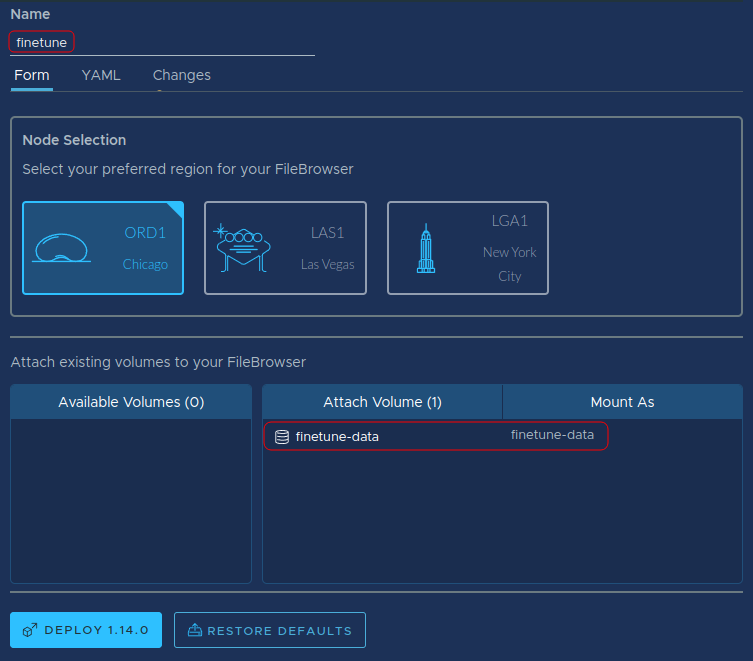 Name
finetune
Form YAML Changes
Node Selection
Select your preferred region for your FileBrowser
ORD1
Chicago
LAS1
Las Vegas
LGA1
New York
City
Attach existing volumes to your FileBrowser
Available Volumes (0) Attach Volume (1) Mount As
finetune-data finetune-data
DEPLOY 1.14.0 RESTORE DEFAULTS